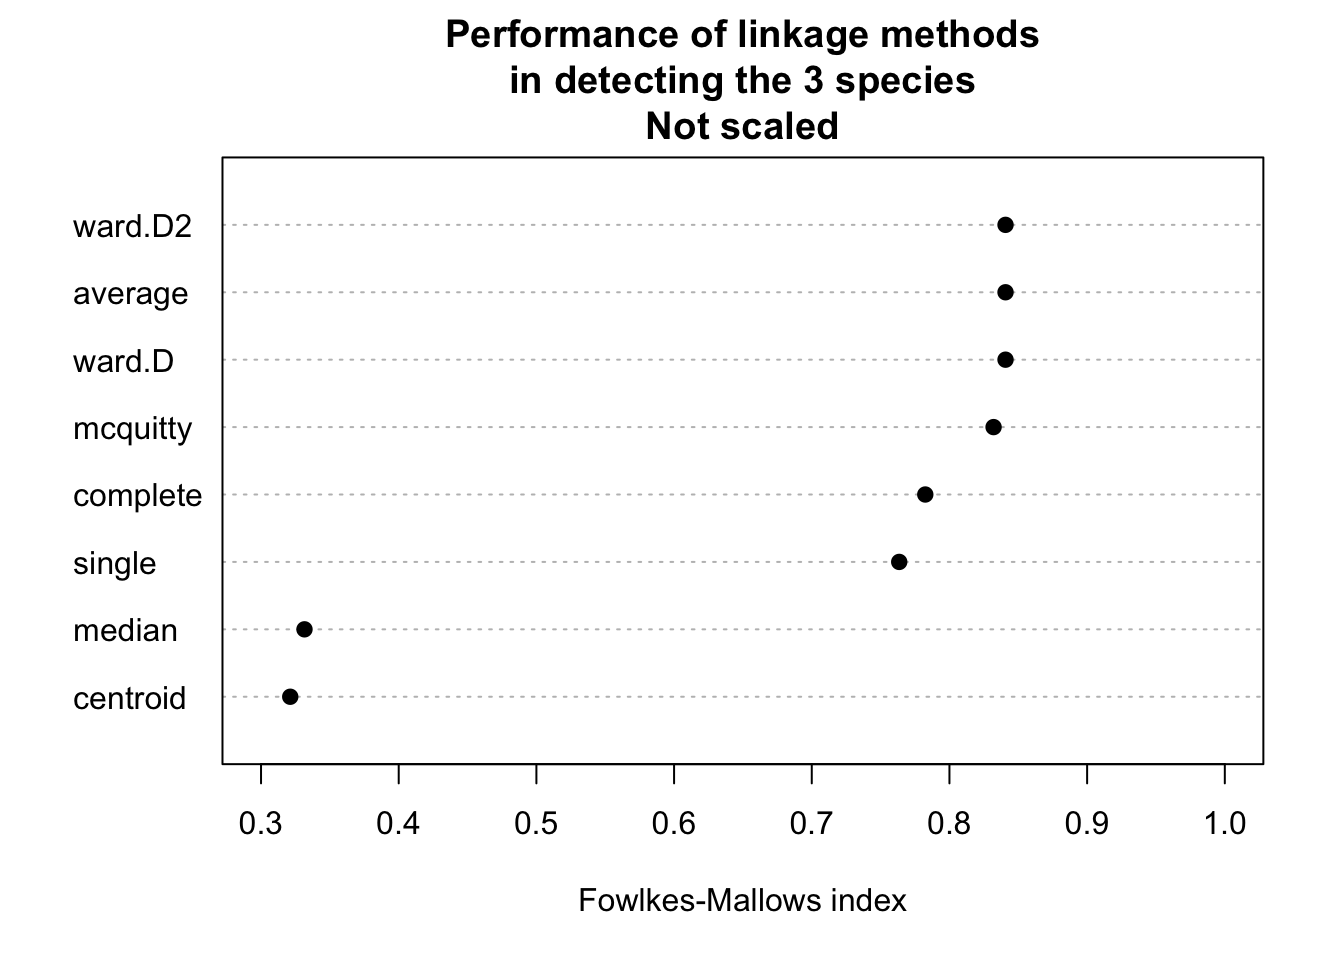 Performance of linkage methods
in detecting the 3 species
Not scaled
ward.D2
average
ward.D
mcquitty
complete
single
median
centroid
0.3 0.4 0.5 0.6 0.7 0.8 0.9 1.0
Fowlkes-Mallows index